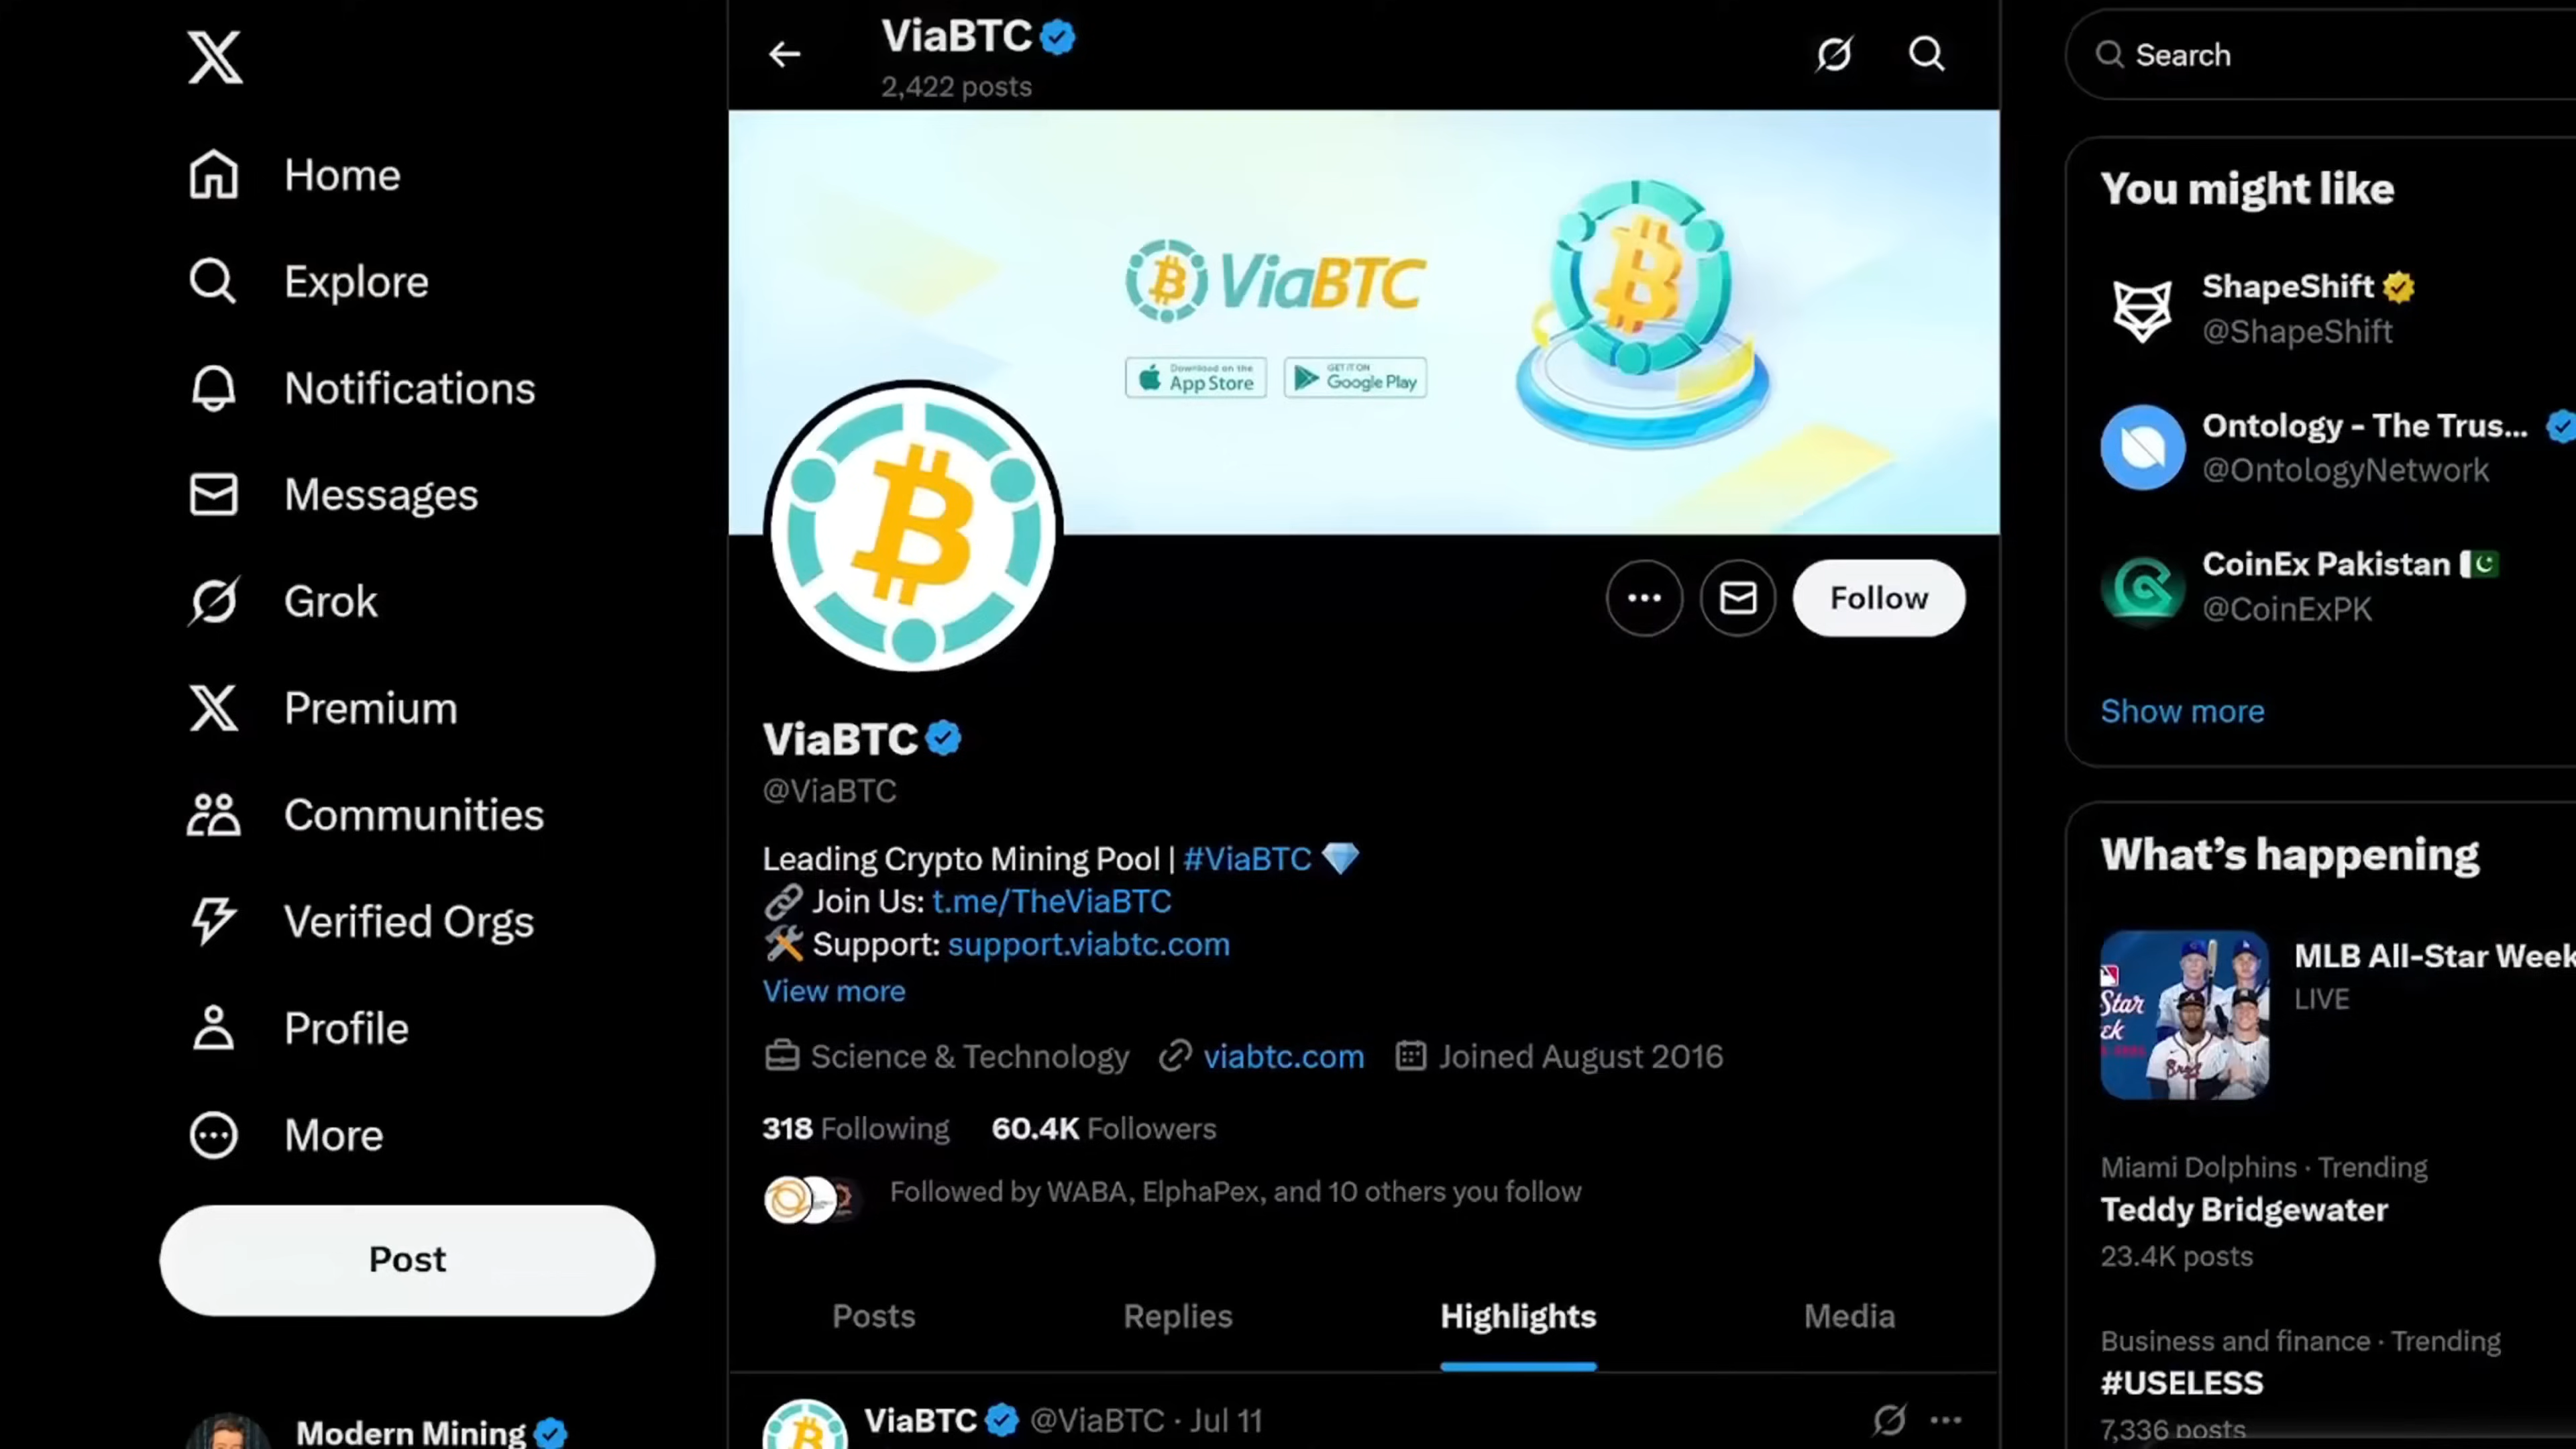 Home
Explore
Notifications
Messages
Grok
Premium
Communities
Verified Orgs
Profile
More
Post
Modern Mining
ViaBTC
2,422 posts
ViaBTC
Download on the
App Store
GET IT ON
Google Play
Follow
ViaBTC
@ViaBTC
Leading Crypto Mining Pool | #ViaBTC 💎
🔗 Join Us: t.me/TheViaBTC
🛠️ Support: support.viabtc.com
View more
Science & Technology viabtc.com Joined August 2016
318 Following 60.4K Followers
Followed by WABA, ElphaPex, and 10 others you follow
Posts Replies Highlights Media
ViaBTC @ViaBTC · Jul 11
Search
You might like
ShapeShift
@ShapeShift
Ontology - The Trus...
@OntologyNetwork
CoinEx Pakistan 🇵🇰
@CoinExPK
Show more
What’s happening
Star
MLB All-Star Week
LIVE
Miami Dolphins · Trending
Teddy Bridgewater
23.4K posts
Business and finance · Trending
#USELESS
7,336 posts